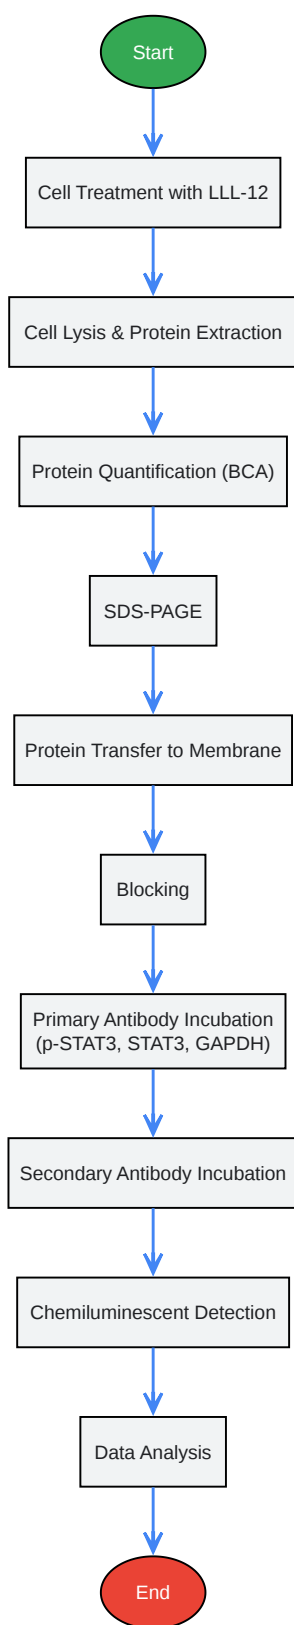 Start
Cell Treatment with LLL-12
Cell Lysis & Protein Extraction
Protein Quantification (BCA)
SDS-PAGE
Protein Transfer to Membrane
Blocking
Primary Antibody Incubation
(p-STAT3, STAT3, GAPDH)
Secondary Antibody Incubation
Chemiluminescent Detection
Data Analysis
End